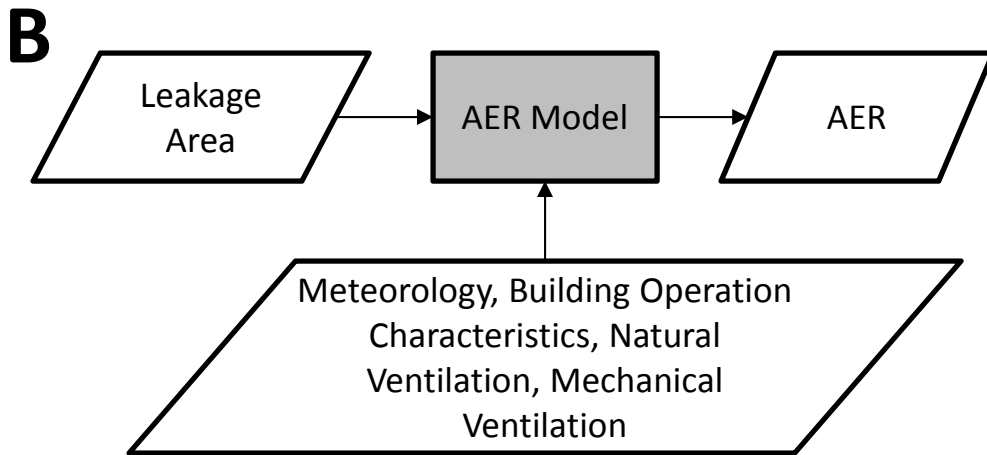 B
Leakage
Area
AER Model
AER
Meteorology, Building Operation
Characteristics, Natural
Ventilation, Mechanical
Ventilation